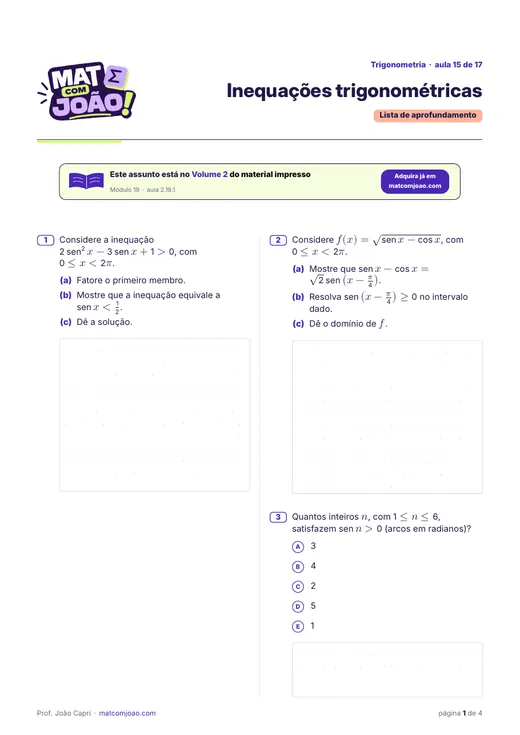 MAT Σ
COM
JOÃO!
Trigonometria · aula 15 de 17
Inequações trigonométricas
Lista de aprofundamento
Este assunto está no Volume 2 do material impresso
Módulo 19 · aula 2.19.1
Adquira já em
matcomjoao.com
1 Considere a inequação
2 sen² x − 3 sen x + 1 > 0, com
0 ≤ x < 2π.
(a) Fatore o primeiro membro.
(b) Mostre que a inequação equivale a
sen x < 1/2.
(c) Dê a solução.
2 Considere f(x) = √(sen x − cos x), com
0 ≤ x < 2π.
(a) Mostre que sen x − cos x =
√2 sen (x − π/4).
(b) Resolva sen (x − π/4) ≥ 0 no intervalo
dado.
(c) Dê o domínio de f.
3 Quantos inteiros n, com 1 ≤ n ≤ 6,
satisfazem sen n > 0 (arcos em radianos)?
A 3
B 4
C 2
D 5
E 1
Prof. João Capri · matcomjoao.com
página 1 de 4